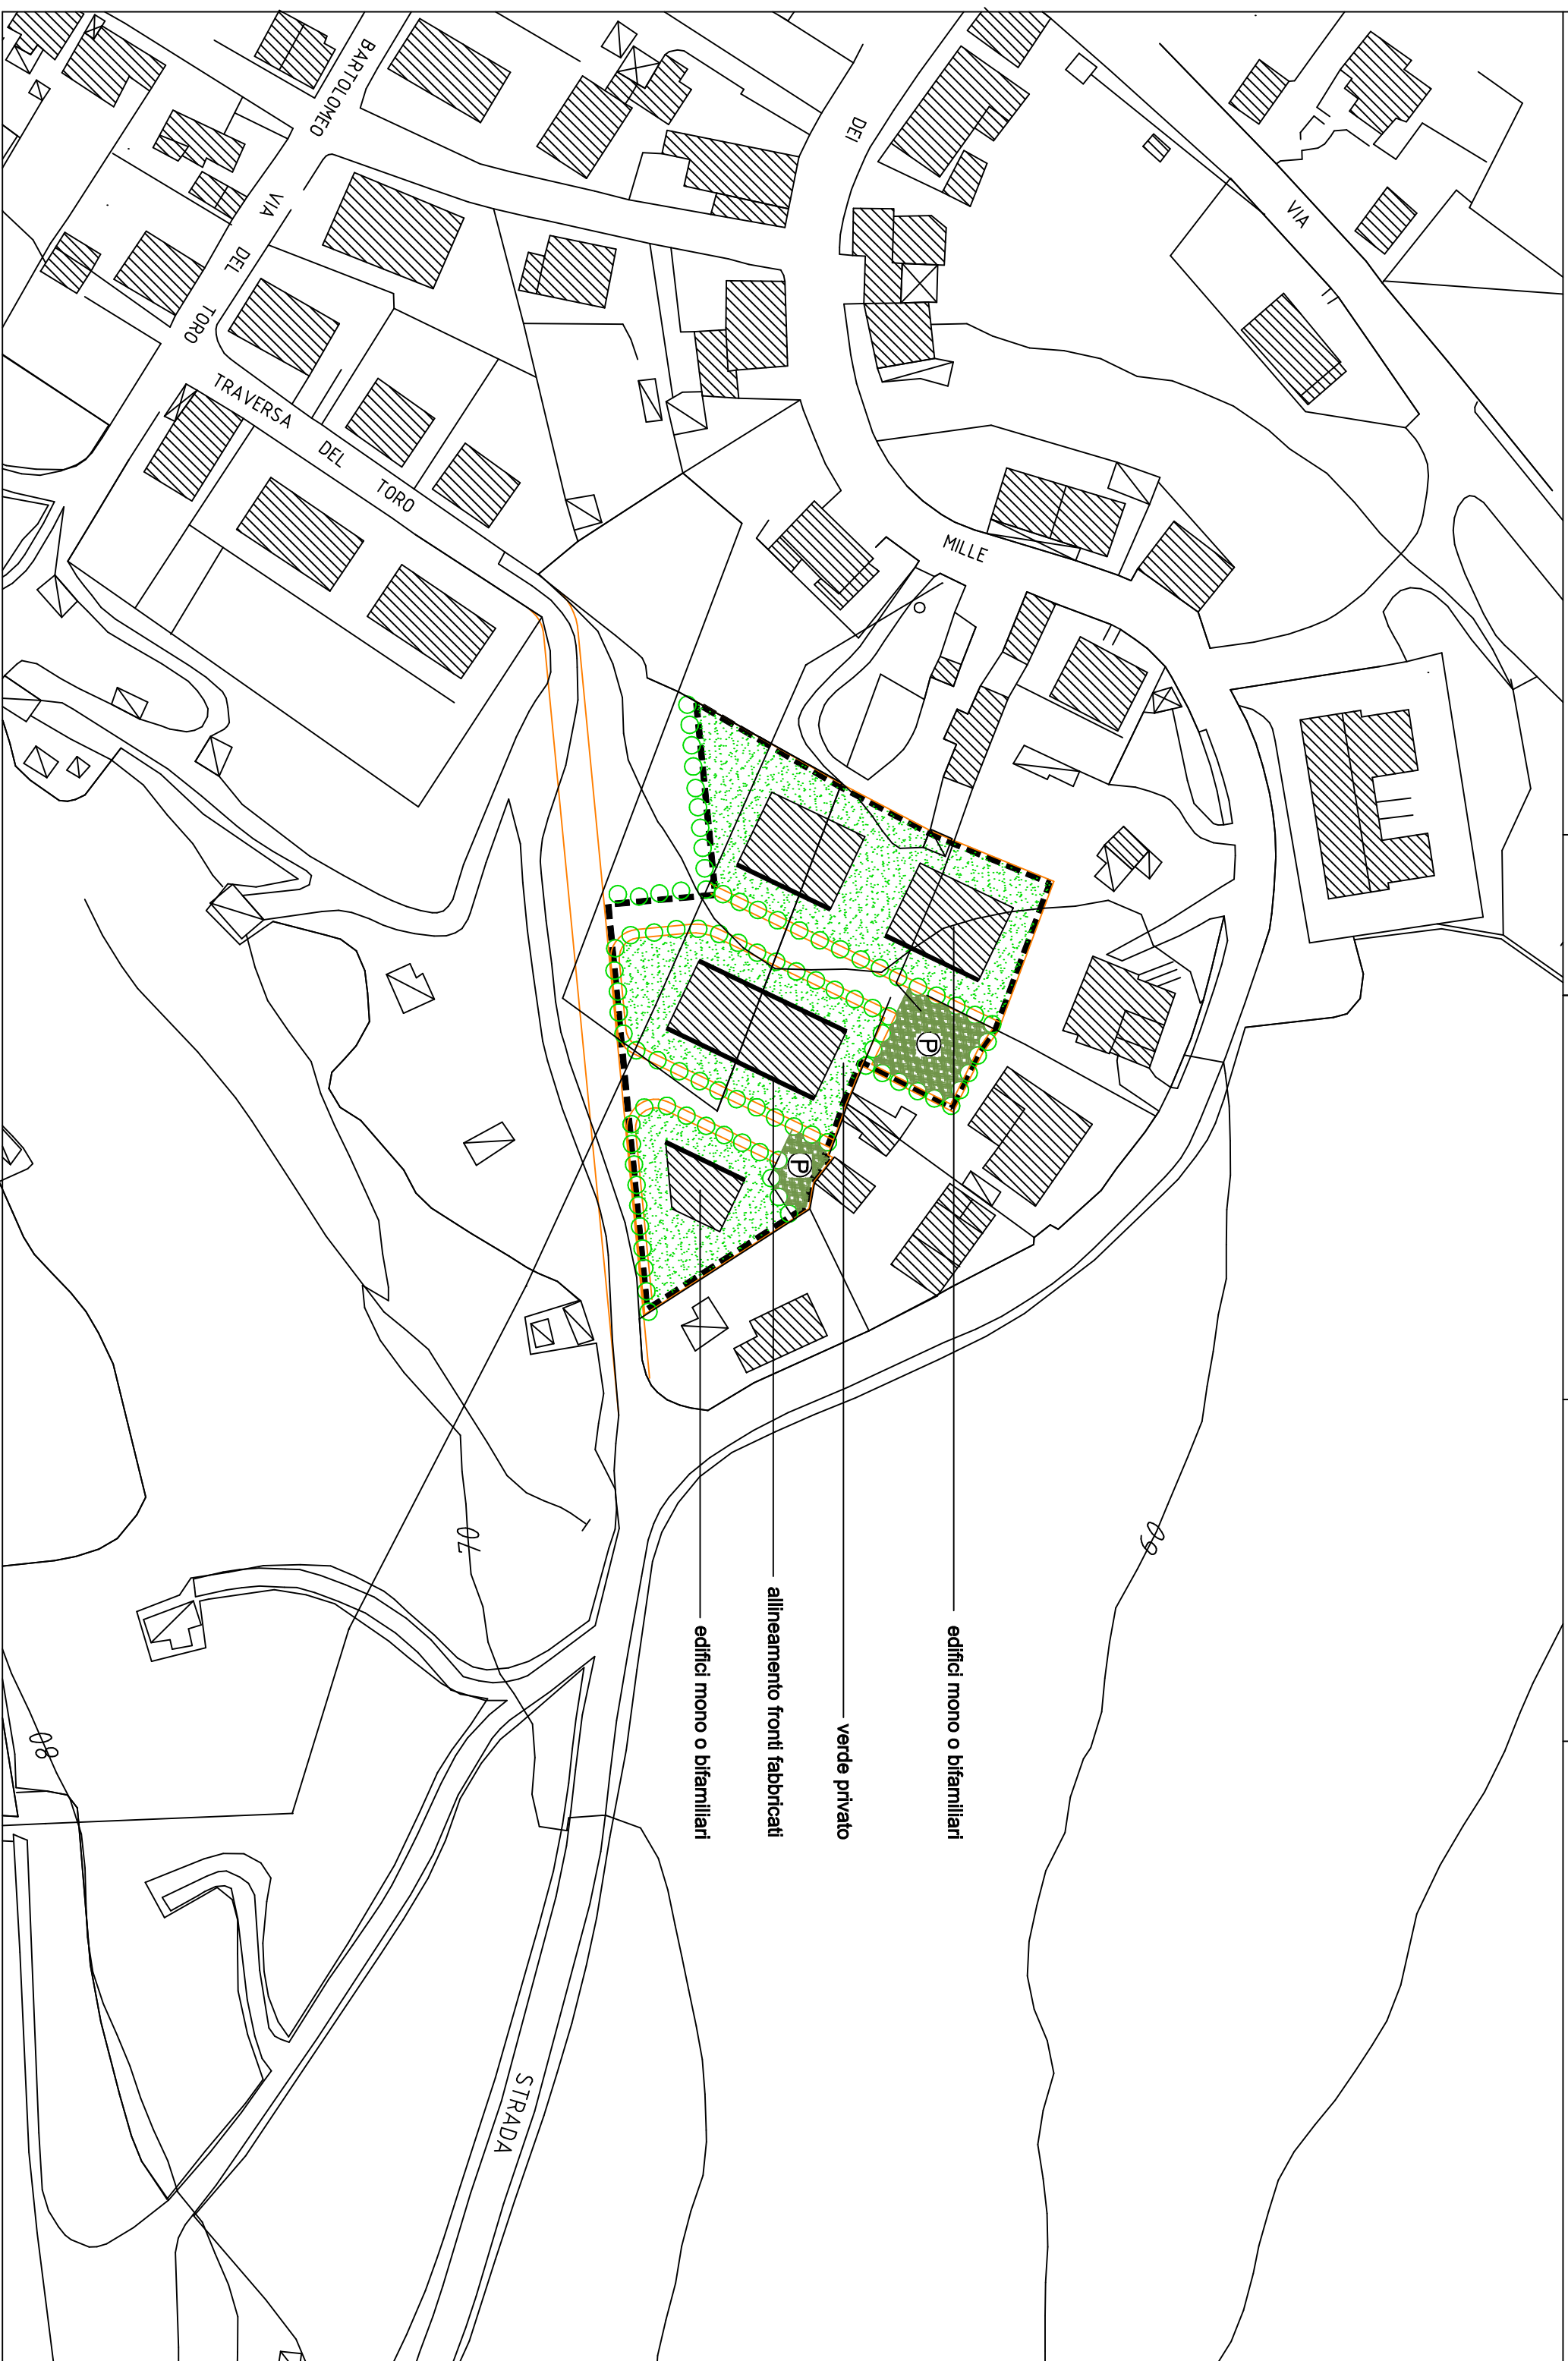 BARTOLOMEO
VIA DEL TORO
TRAVERSA DEL TORO
DEI
MILLE
VIA
P
P
edifici mono o bifamiliari
verde privato
allineamento fronti fabbricati
edifici mono o bifamiliari
60
70
80
STRADA